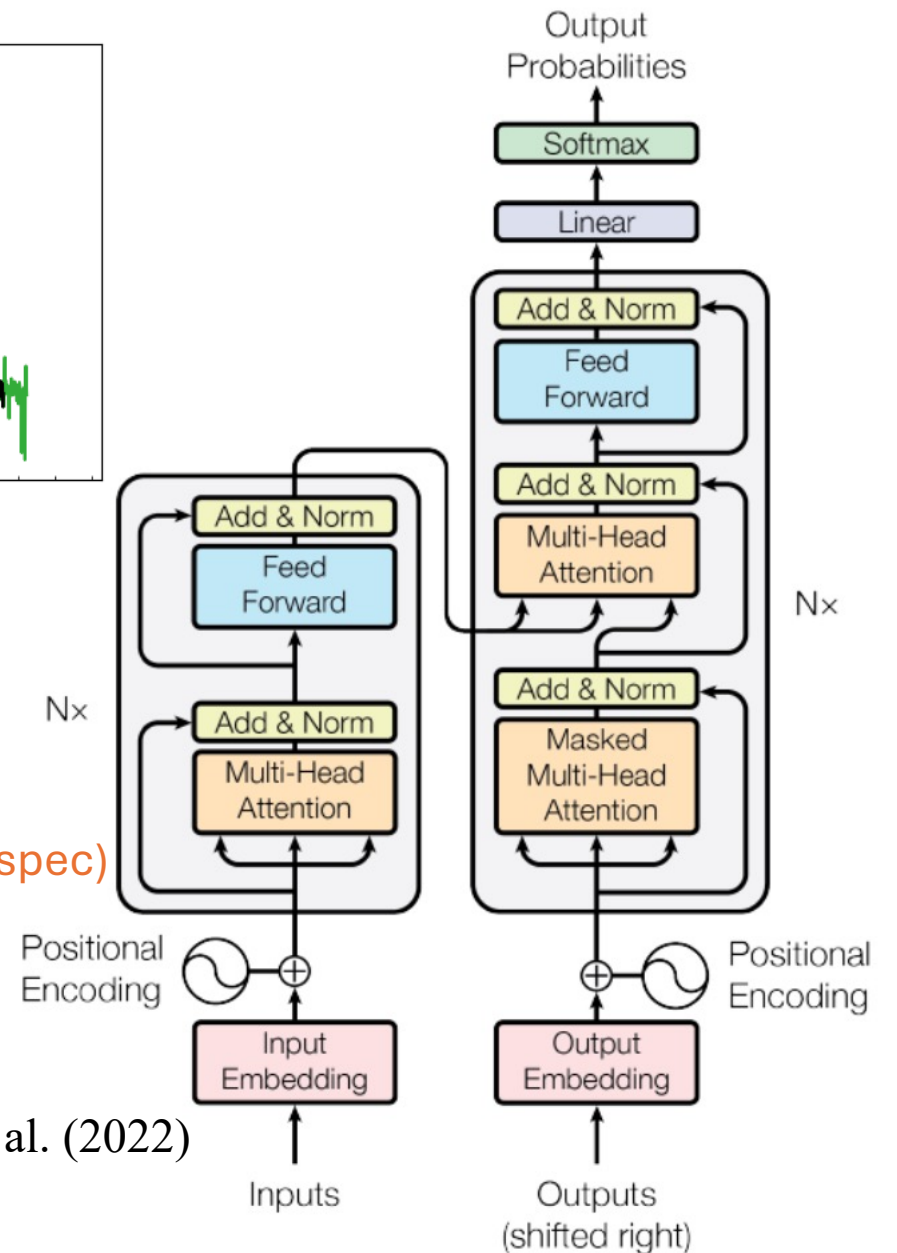 Output
Probabilities
Softmax
Linear
Add & Norm
Feed
Forward
Add & Norm
Multi-Head
Attention
Nx
Add & Norm
Masked
Multi-Head
Attention
Add & Norm
Feed
Forward
Nx
Add & Norm
Multi-Head
Attention
spec)
Positional
Encoding
Positional
Encoding
Input
Embedding
Output
Embedding
al. (2022)
Inputs
Outputs
(shifted right)